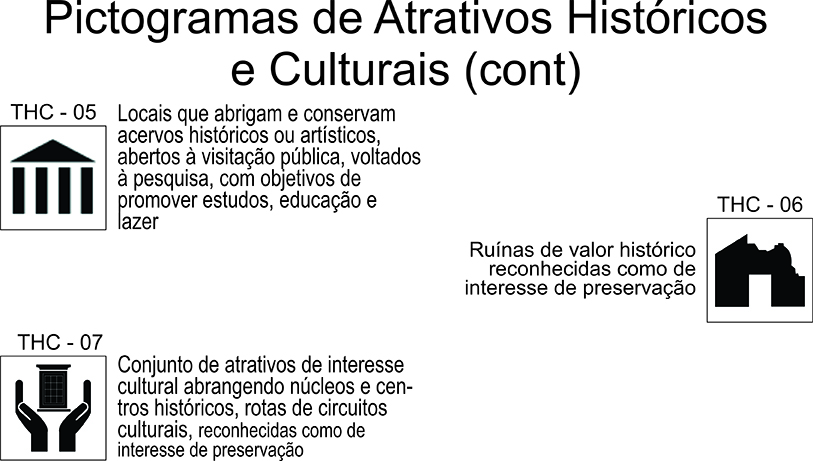 Pictogramas de Atrativos Históricos
e Culturais (cont)
THC - 05
Locais que abrigam e conservam
acervos históricos ou artísticos,
abertos à visitação pública, voltados
à pesquisa, com objetivos de
promover estudos, educação e
lazer
THC - 06
Ruínas de valor histórico
reconhecidas como de
interesse de preservação
THC - 07
Conjunto de atrativos de interesse
cultural abrangendo núcleos e cen-
tros históricos, rotas de circuitos
culturais, reconhecidas como de
interesse de preservação